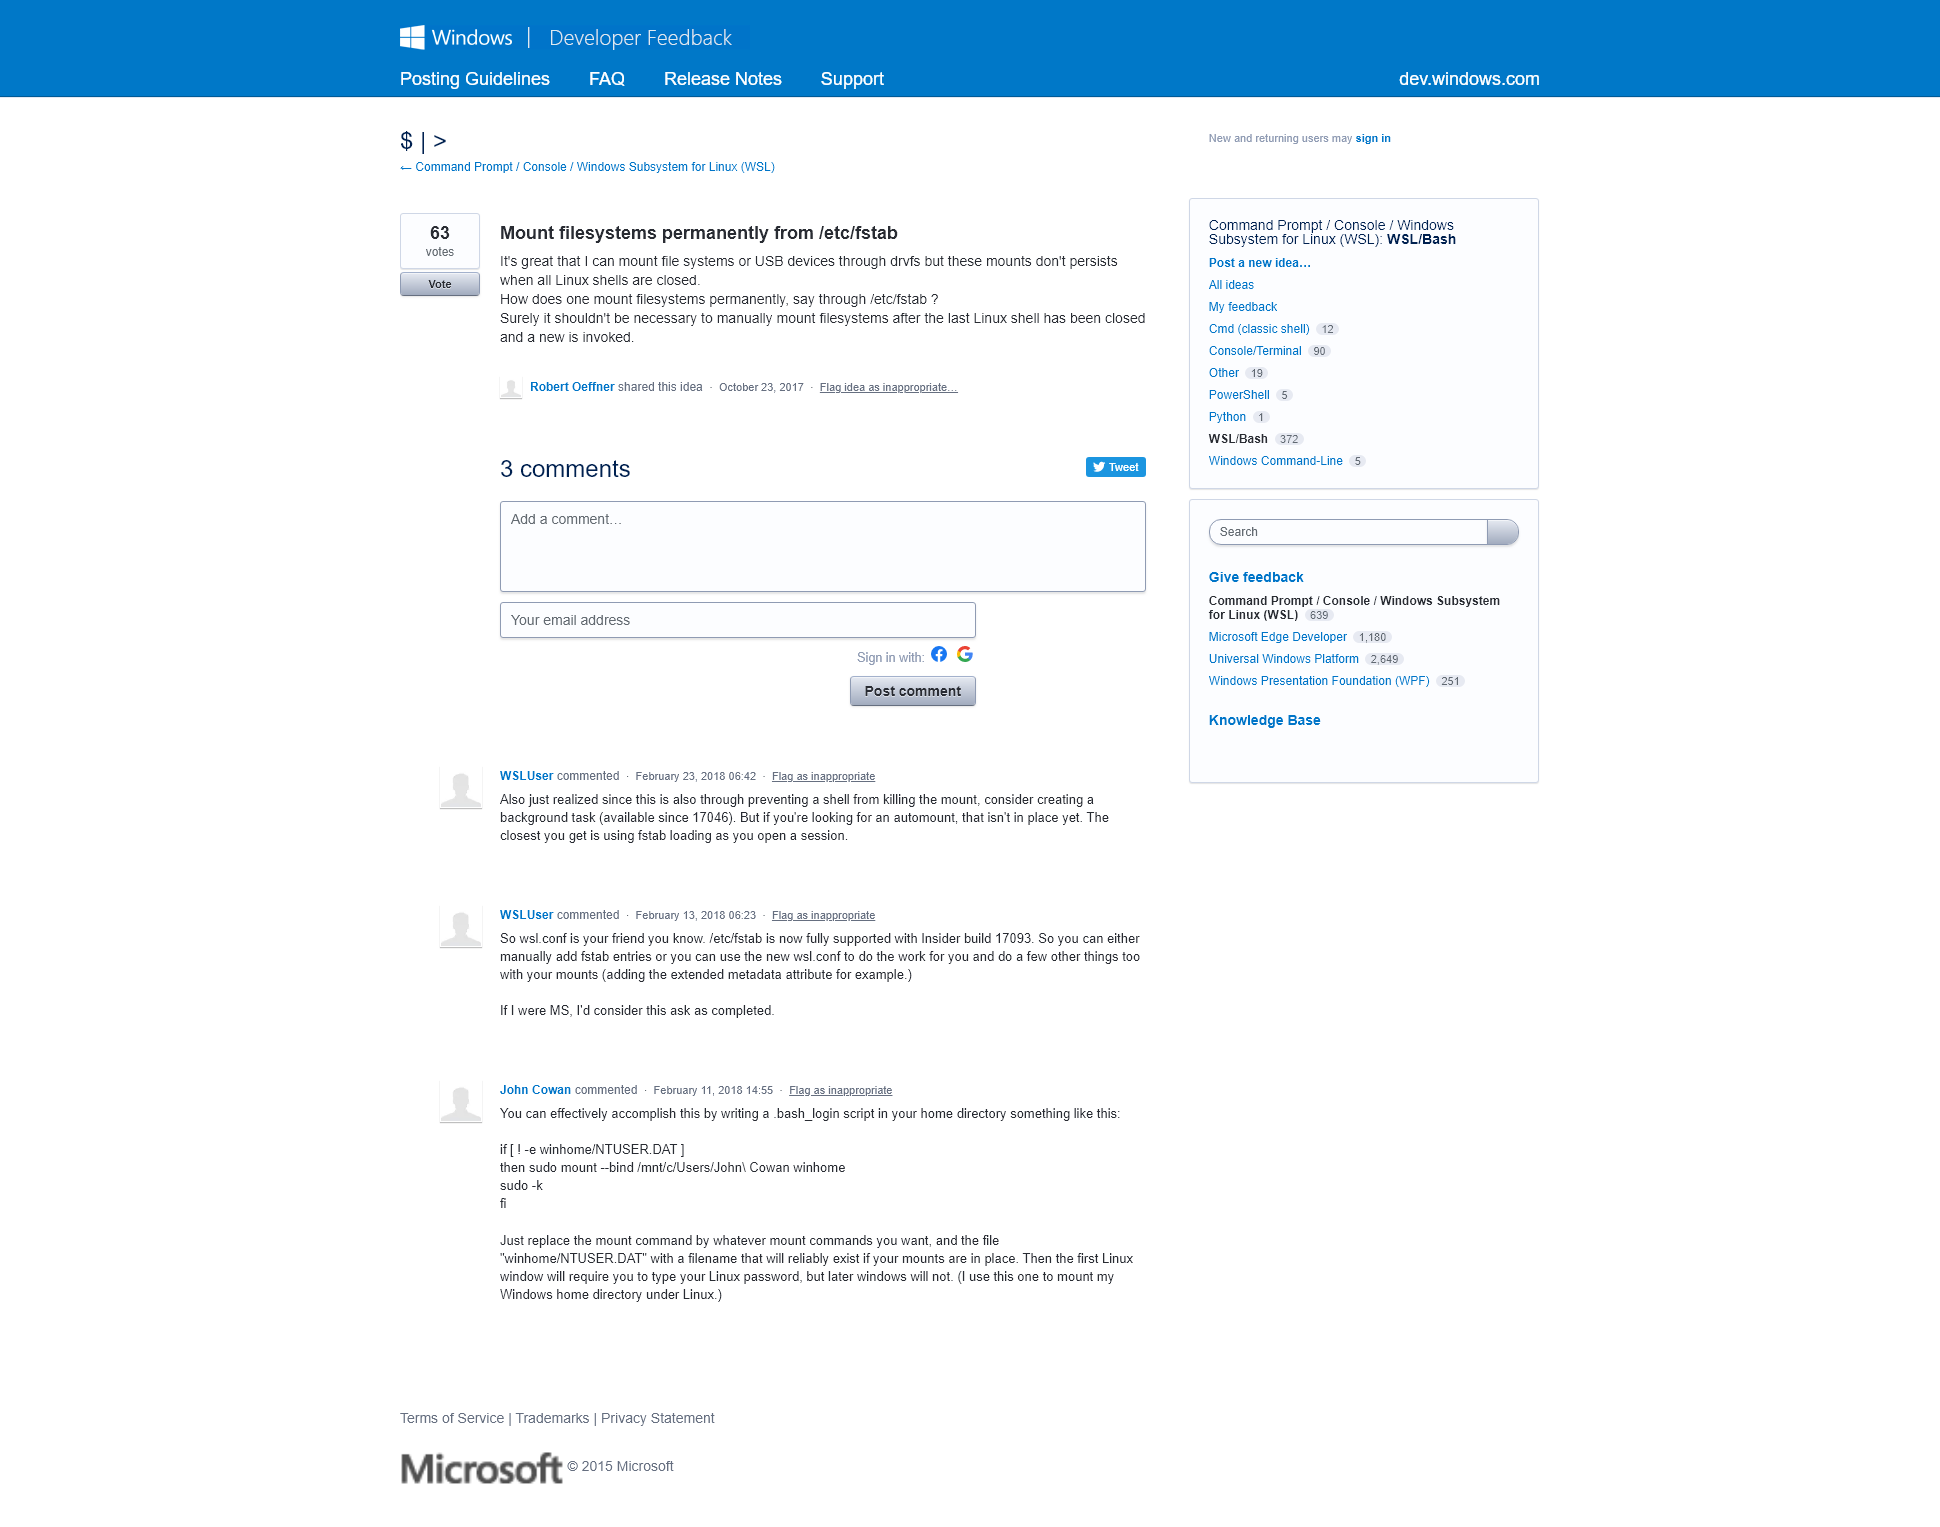 Windows | Developer Feedback
Posting Guidelines FAQ Release Notes Support dev.windows.com
$ | >
← Command Prompt / Console / Windows Subsystem for Linux (WSL)
New and returning users may sign in
63
votes
Vote
Mount filesystems permanently from /etc/fstab
It's great that I can mount file systems or USB devices through drvfs but these mounts don't persists
when all Linux shells are closed.
How does one mount filesystems permanently, say through /etc/fstab ?
Surely it shouldn't be necessary to manually mount filesystems after the last Linux shell has been closed
and a new is invoked.
Robert Oeffner shared this idea · October 23, 2017 · Flag idea as inappropriate…
3 comments
Tweet
Add a comment…
Your email address
Sign in with:
Post comment
WSLUser commented · February 23, 2018 06:42 · Flag as inappropriate
Also just realized since this is also through preventing a shell from killing the mount, consider creating a
background task (available since 17046). But if you're looking for an automount, that isn't in place yet. The
closest you get is using fstab loading as you open a session.
WSLUser commented · February 13, 2018 06:23 · Flag as inappropriate
So wsl.conf is your friend you know. /etc/fstab is now fully supported with Insider build 17093. So you can either
manually add fstab entries or you can use the new wsl.conf to do the work for you and do a few other things too
with your mounts (adding the extended metadata attribute for example.)
If I were MS, I'd consider this ask as completed.
John Cowan commented · February 11, 2018 14:55 · Flag as inappropriate
You can effectively accomplish this by writing a .bash_login script in your home directory something like this:
if [ ! -e winhome/NTUSER.DAT ]
then sudo mount --bind /mnt/c/Users/John\ Cowan winhome
sudo -k
fi
Just replace the mount command by whatever mount commands you want, and the file
"winhome/NTUSER.DAT" with a filename that will reliably exist if your mounts are in place. Then the first Linux
window will require you to type your Linux password, but later windows will not. (I use this one to mount my
Windows home directory under Linux.)
Command Prompt / Console / Windows
Subsystem for Linux (WSL): WSL/Bash
Post a new idea…
All ideas
My feedback
Cmd (classic shell) 12
Console/Terminal 90
Other 19
PowerShell 5
Python 1
WSL/Bash 372
Windows Command-Line 5
Search
Give feedback
Command Prompt / Console / Windows Subsystem
for Linux (WSL) 639
Microsoft Edge Developer 1,180
Universal Windows Platform 2,649
Windows Presentation Foundation (WPF) 251
Knowledge Base
Terms of Service | Trademarks | Privacy Statement
Microsoft © 2015 Microsoft